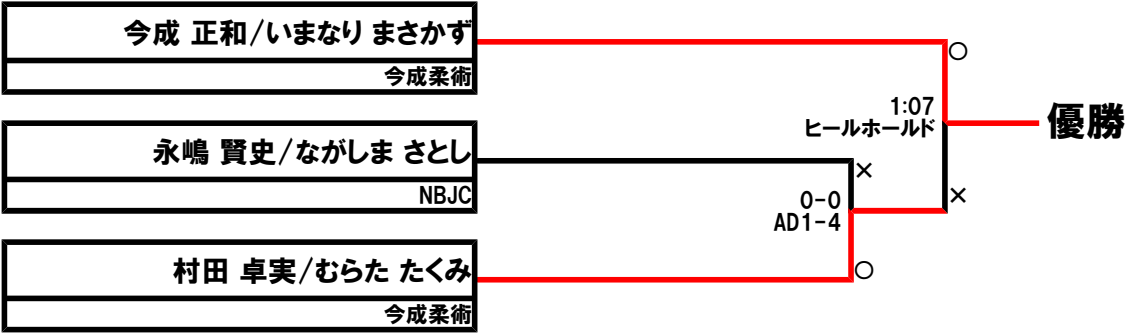 今成 正和/いまなり まさかず
今成柔術
永嶋 賢史/ながしま さとし
NBJC
村田 卓実/むらた たくみ
今成柔術
×
0-0
AD1-4
○
○
1:07
ヒールホールド
×
優勝